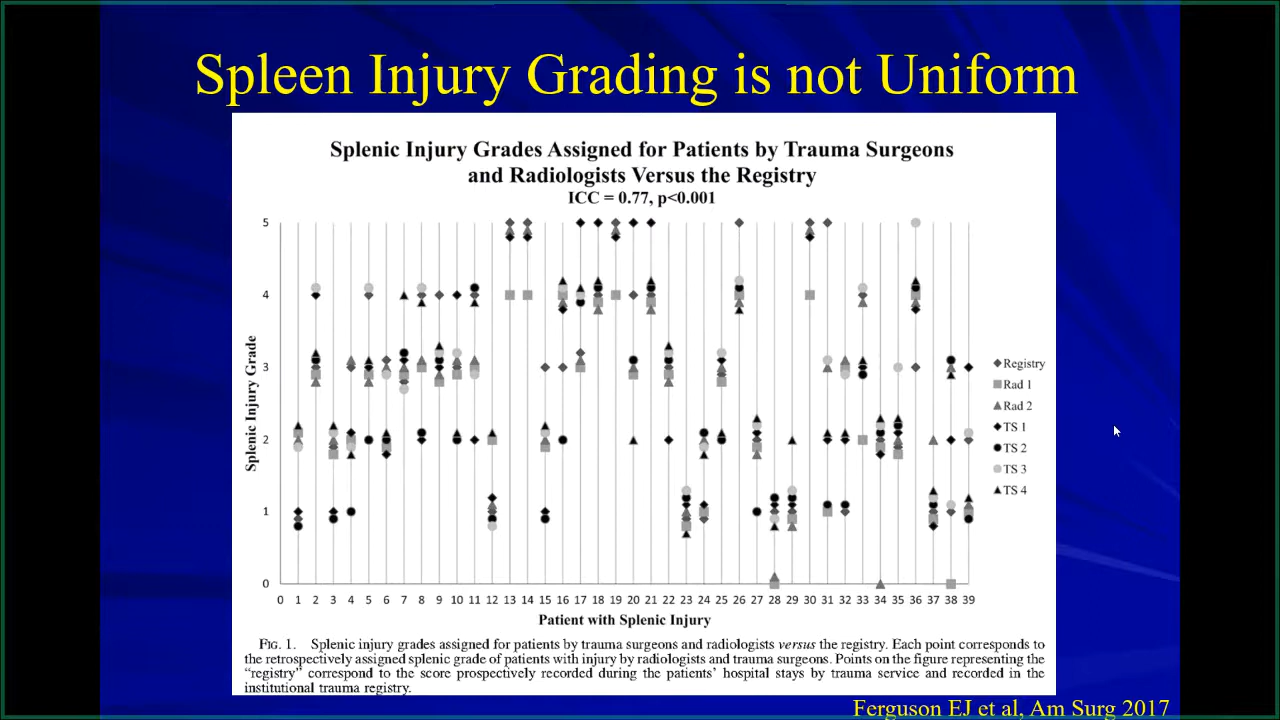 Spleen Injury Grading is not Uniform
Splenic Injury Grades Assigned for Patients by Trauma Surgeons
and Radiologists Versus the Registry
ICC = 0.77, p<0.001
5
4
3
2
1
0
Splenic Injury Grade
0 1 2 3 4 5 6 7 8 9 10 11 12 13 14 15 16 17 18 19 20 21 22 23 24 25 26 27 28 29 30 31 32 33 34 35 36 37 38 39
Patient with Splenic Injury
Registry
Rad 1
Rad 2
TS 1
TS 2
TS 3
TS 4
FIG. 1. Splenic injury grades assigned for patients by trauma surgeons and radiologists versus the registry. Each point corresponds to
the retrospectively assigned splenic grade of patients with injury by radiologists and trauma surgeons. Points on the figure representing the
“registry” correspond to the score prospectively recorded during the patients’ hospital stays by trauma service and recorded in the
institutional trauma registry.
Ferguson EJ et al, Am Surg 2017